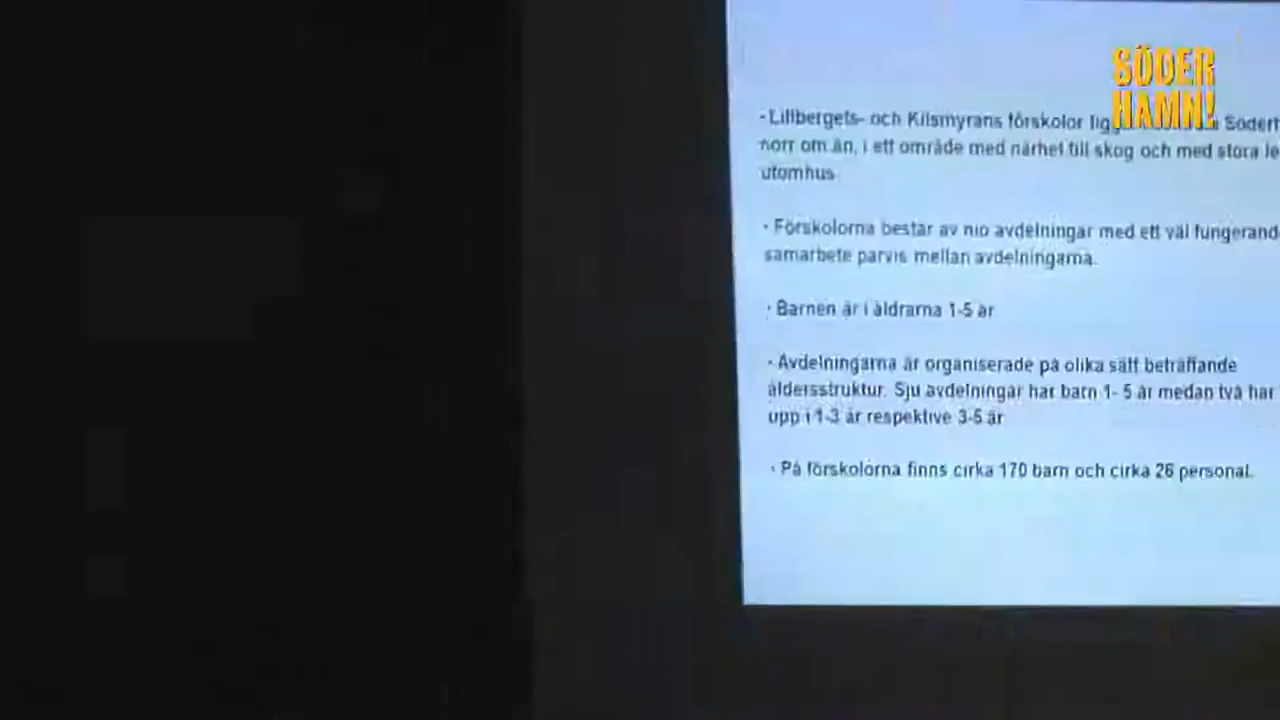 SÖDER
HAMN!
- Lillbergets- och Kilsmyrans förskolor
norr om ån, i ett område med närhet till skog och med stora
utomhus
· Förskolorna består av nio avdelningar med ett väl
samarbete parvis mellan avdelningarna.
· Barnen är i åldrarna 1-5 år
· Avdelningarna är organiserade på olika sätt beträffande
åldersstruktur. Sju avdelningar har barn 1- 5 år medan två har
upp i 1-3 år respektive 3-5 år
· På förskolorna finns cirka 170 barn och cirka 26 personal.